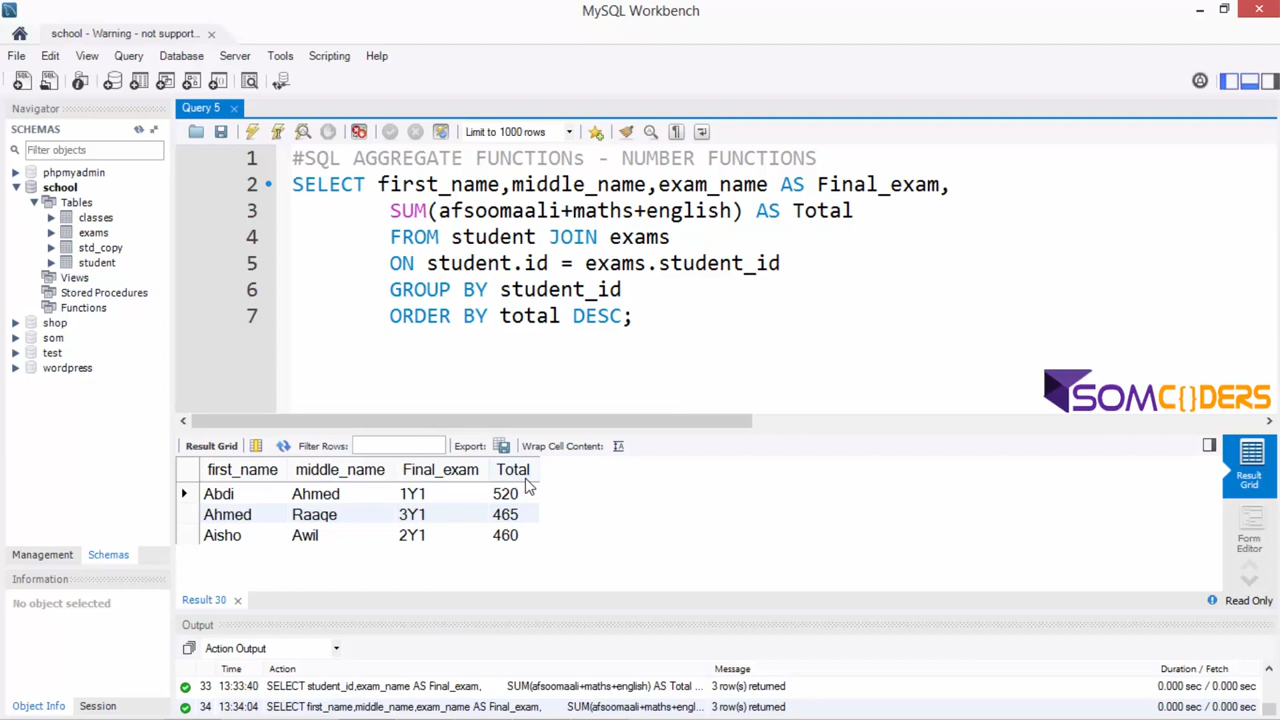 MySQL Workbench
school - Warning - not support...
File Edit View Query Database Server Tools Scripting Help
Navigator
SCHEMAS
Filter objects
phpmyadmin
school
Tables
classes
exams
std_copy
student
Views
Stored Procedures
Functions
shop
som
test
wordpress
Management Schemas
Information
No object selected
Object Info Session
Query 5
Limit to 1000 rows
1 #SQL AGGREGATE FUNCTIONs - NUMBER FUNCTIONS
2 SELECT first_name,middle_name,exam_name AS Final_exam,
3 SUM(afsoomaali+maths+english) AS Total
4 FROM student JOIN exams
5 ON student.id = exams.student_id
6 GROUP BY student_id
7 ORDER BY total DESC;
SOMC{}DERS
Result Grid Filter Rows: Export: Wrap Cell Content:
first_name middle_name Final_exam Total
Abdi Ahmed 1Y1 520
Ahmed Raaqe 3Y1 465
Aisho Awil 2Y1 460
Result Grid
Form Editor
Result 30
Read Only
Output
Action Output
Time Action Message Duration / Fetch
33 13:33:40 SELECT student_id,exam_name AS Final_exam, SUM(afsoomaali+maths+english) AS Total ... 3 row(s) returned 0.000 sec / 0.000 sec
34 13:34:04 SELECT first_name,middle_name,exam_name AS Final_exam, SUM(afsoomaali+maths+engl... 3 row(s) returned 0.000 sec / 0.000 sec